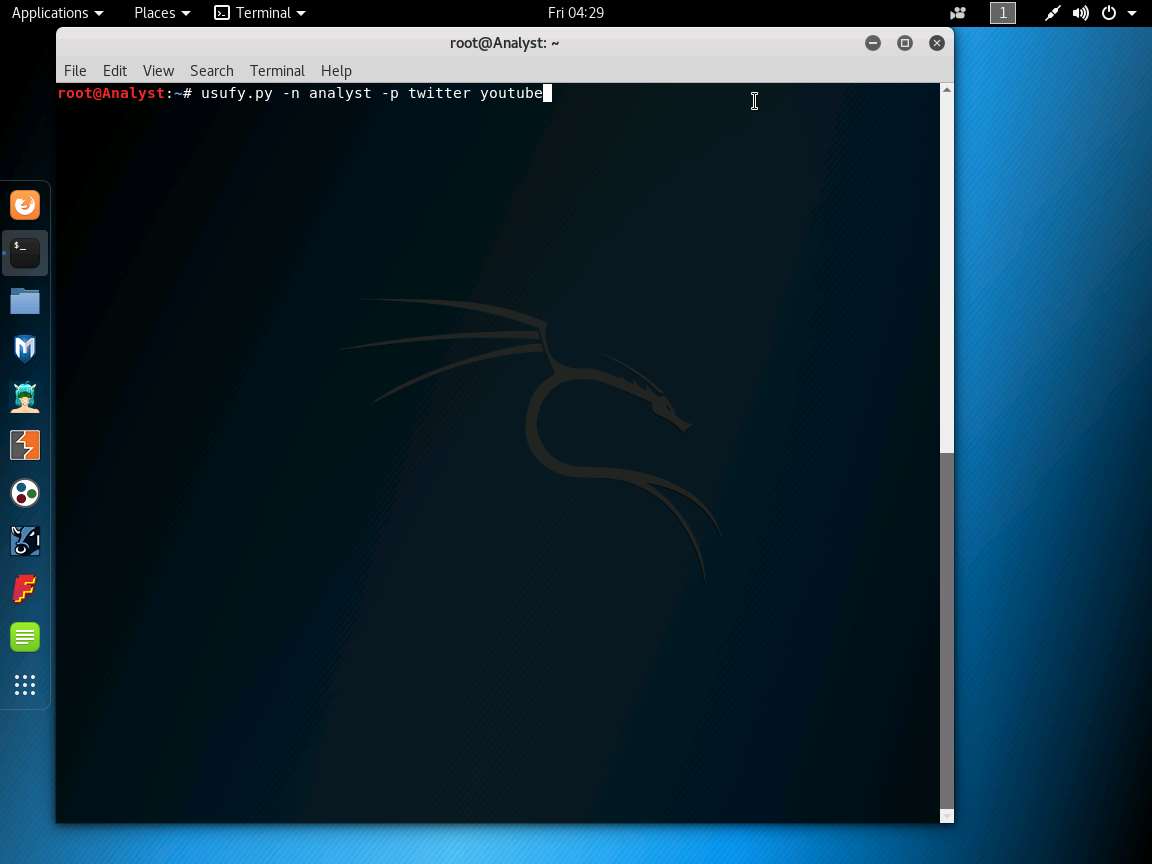 Applications Places Terminal Fri 04:29 1
root@Analyst: ~
File Edit View Search Terminal Help
root@Analyst:~# usufy.py -n analyst -p twitter youtube
$_